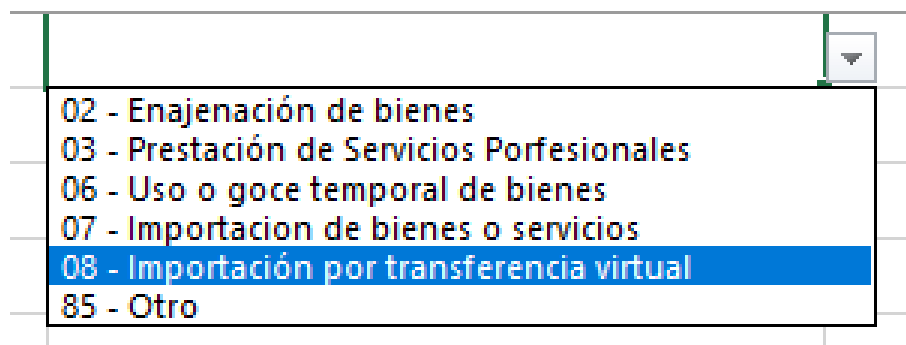 02 - Enajenación de bienes
03 - Prestación de Servicios Porfesionales
06 - Uso o goce temporal de bienes
07 - Importacion de bienes o servicios
08 - Importación por transferencia virtual
85 - Otro